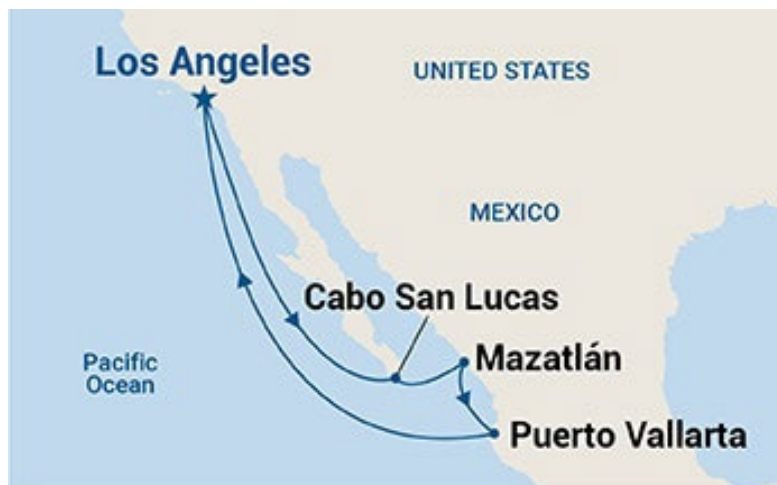 Los Angeles
UNITED STATES
MEXICO
Cabo San Lucas
Mazatlán
Pacific
Ocean
Puerto Vallarta